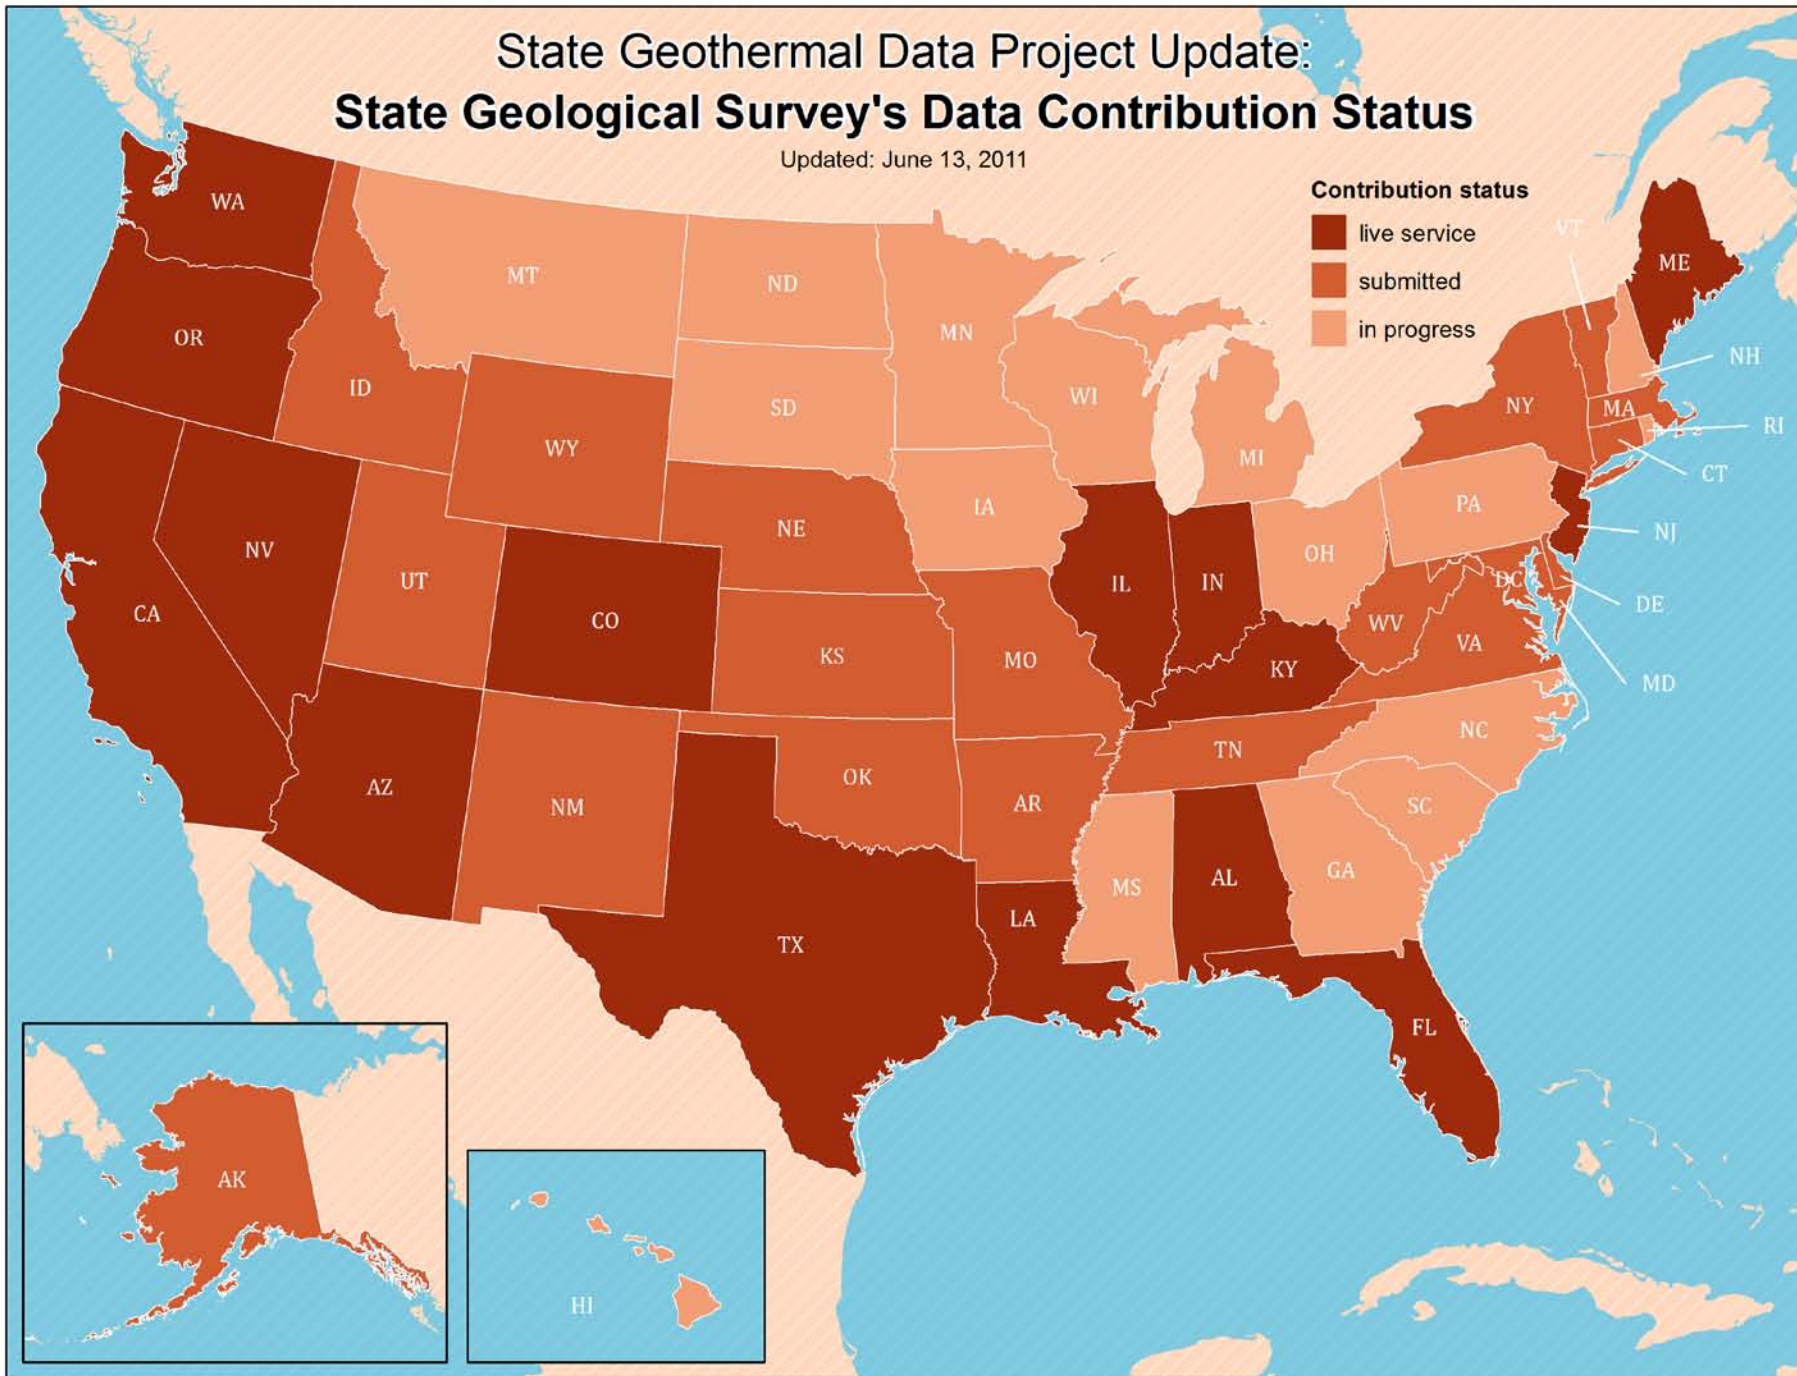 State Geothermal Data Project Update:
State Geological Survey's Data Contribution Status
Updated: June 13, 2011
Contribution status
live service
submitted
in progress
WA
MT
ND
MN
VT
ME
OR
ID
SD
WI
MI
NY
MA
NH
RI
CT
WY
NE
IA
PA
NJ
NV
UT
CO
IL
IN
OH
DC
DE
CA
KS
MO
KY
WV
VA
MD
AZ
NM
OK
AR
TN
NC
SC
TX
LA
MS
AL
GA
FL
AK
HI